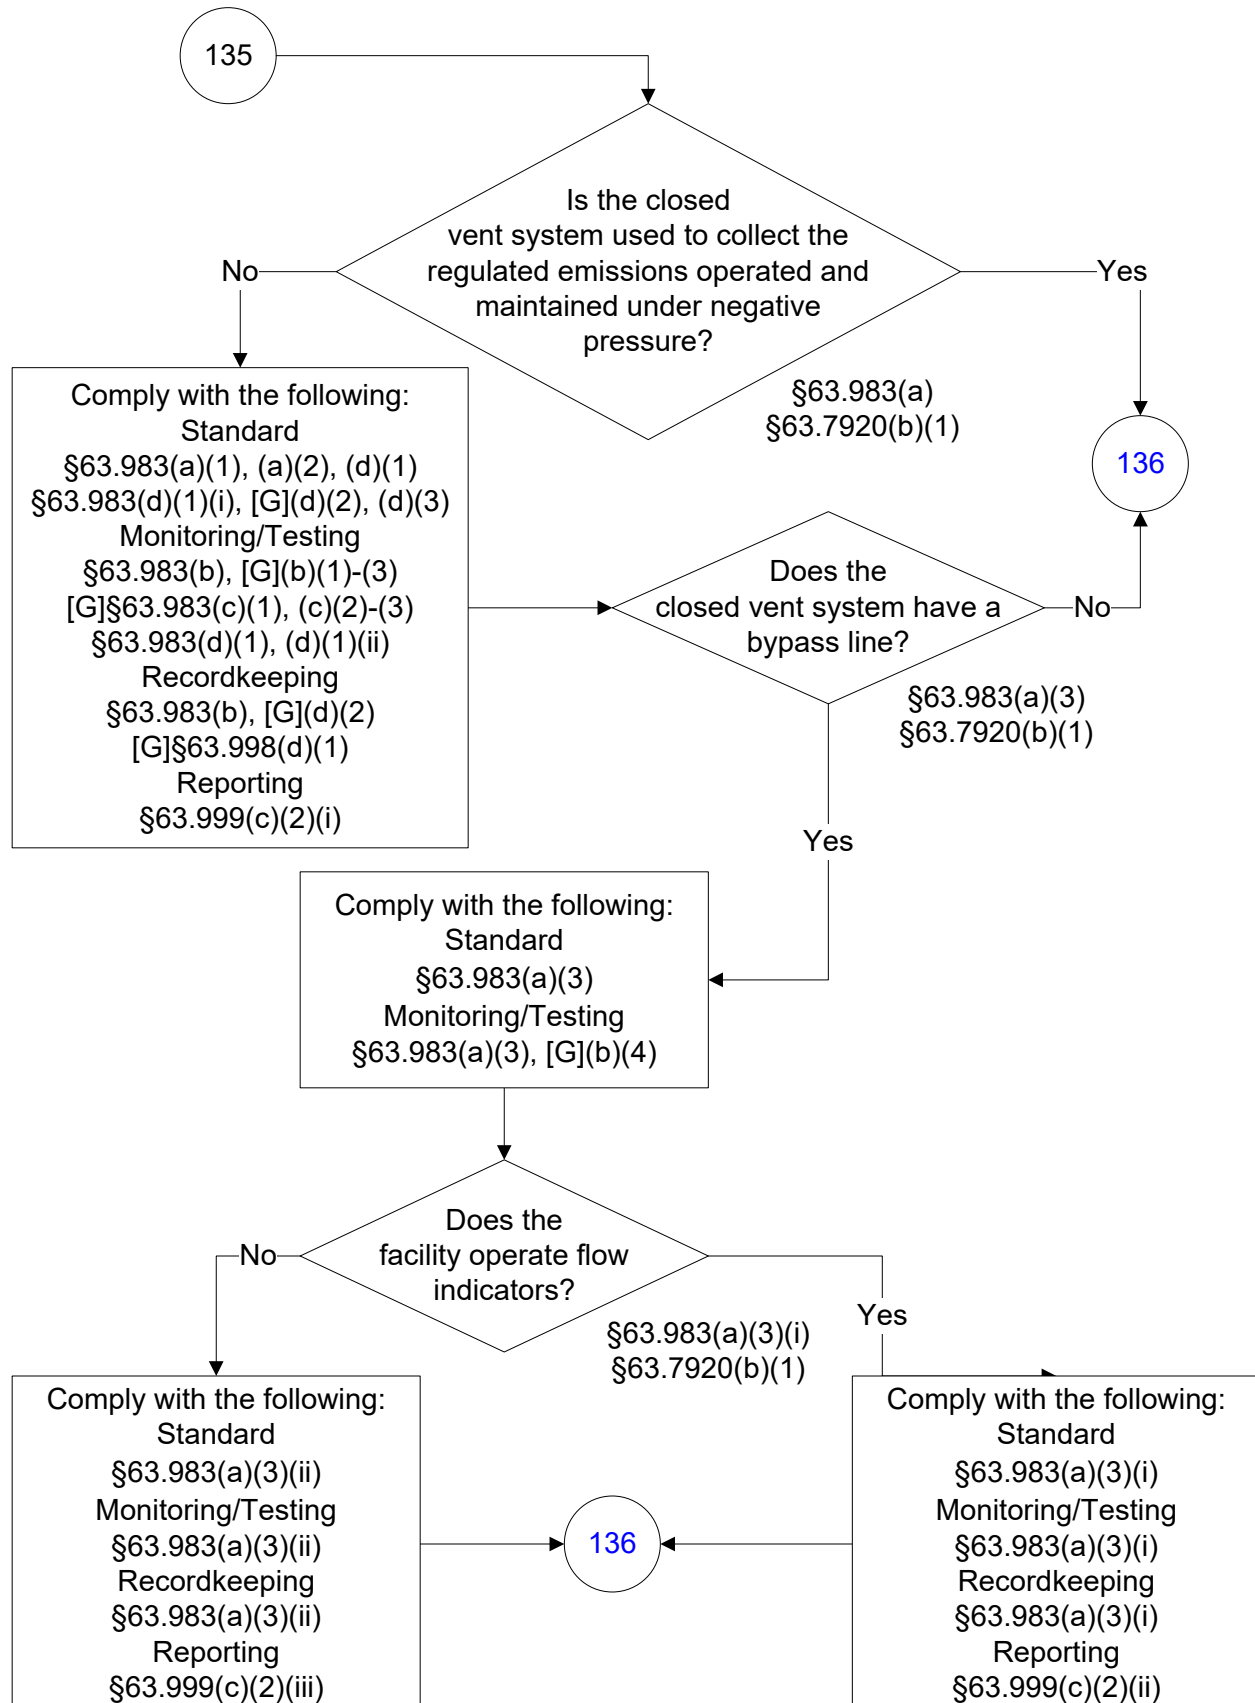 135
Is the closed
vent system used to collect the
regulated emissions operated and
maintained under negative
pressure?
No
Yes
§63.983(a)
§63.7920(b)(1)
136
Comply with the following:
Standard
§63.983(a)(1), (a)(2), (d)(1)
§63.983(d)(1)(i), [G](d)(2), (d)(3)
Monitoring/Testing
§63.983(b), [G](b)(1)-(3)
[G]§63.983(c)(1), (c)(2)-(3)
§63.983(d)(1), (d)(1)(ii)
Recordkeeping
§63.983(b), [G](d)(2)
[G]§63.998(d)(1)
Reporting
§63.999(c)(2)(i)
Does the
closed vent system have a
bypass line?
No
§63.983(a)(3)
§63.7920(b)(1)
Yes
Comply with the following:
Standard
§63.983(a)(3)
Monitoring/Testing
§63.983(a)(3), [G](b)(4)
Does the
facility operate flow
indicators?
No
Yes
§63.983(a)(3)(i)
§63.7920(b)(1)
Comply with the following:
Standard
§63.983(a)(3)(ii)
Monitoring/Testing
§63.983(a)(3)(ii)
Recordkeeping
§63.983(a)(3)(ii)
Reporting
§63.999(c)(2)(iii)
136
Comply with the following:
Standard
§63.983(a)(3)(i)
Monitoring/Testing
§63.983(a)(3)(i)
Recordkeeping
§63.983(a)(3)(i)
Reporting
§63.999(c)(2)(ii)